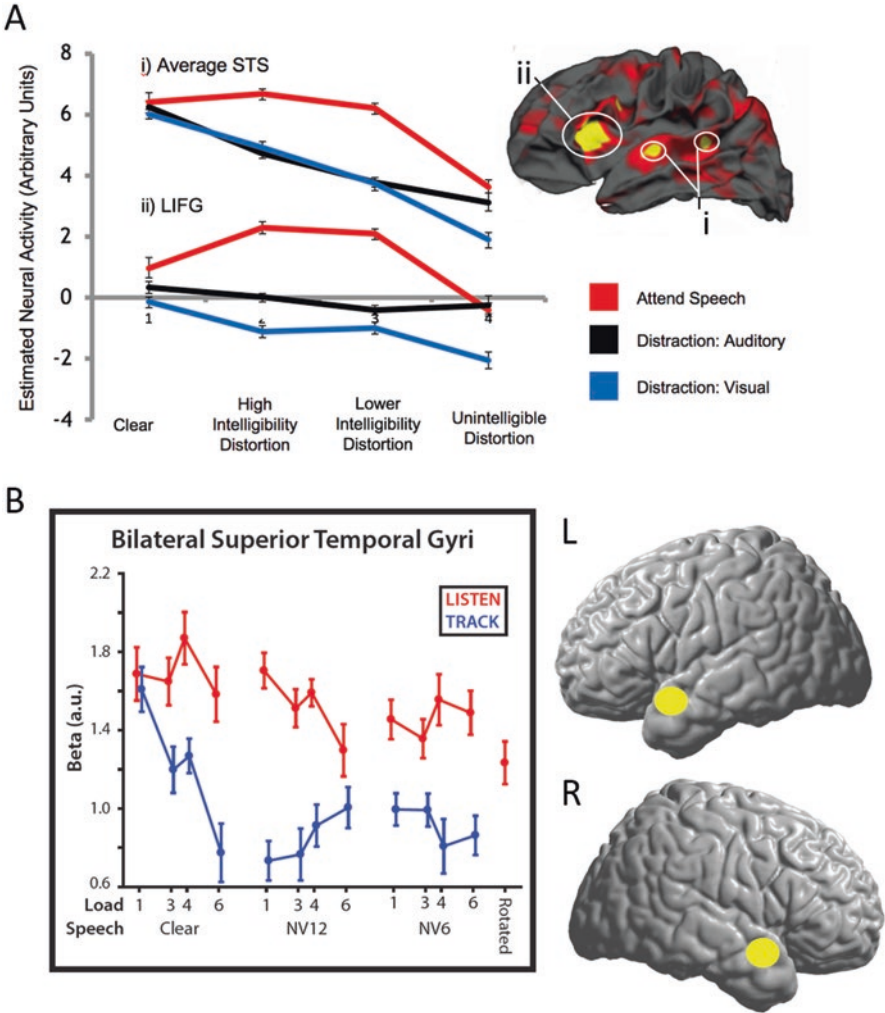 A
8
6
4
2
0
-2
-4
Estimated Neural Activity (Arbitrary Units)
i) Average STS
ii) LIFG
1
3
4
Clear
High
Intelligibility
Distortion
Lower
Intelligibility
Distortion
Unintelligible
Distortion
ii
i
Attend Speech
Distraction: Auditory
Distraction: Visual
B
Bilateral Superior Temporal Gyri
LISTEN
TRACK
2.2
1.8
1.4
1.0
0.6
Beta (a.u.)
Load 1 3 4 6 1 3 4 6 1 3 4 6
Speech Clear NV12 NV6 Rotated
L
R